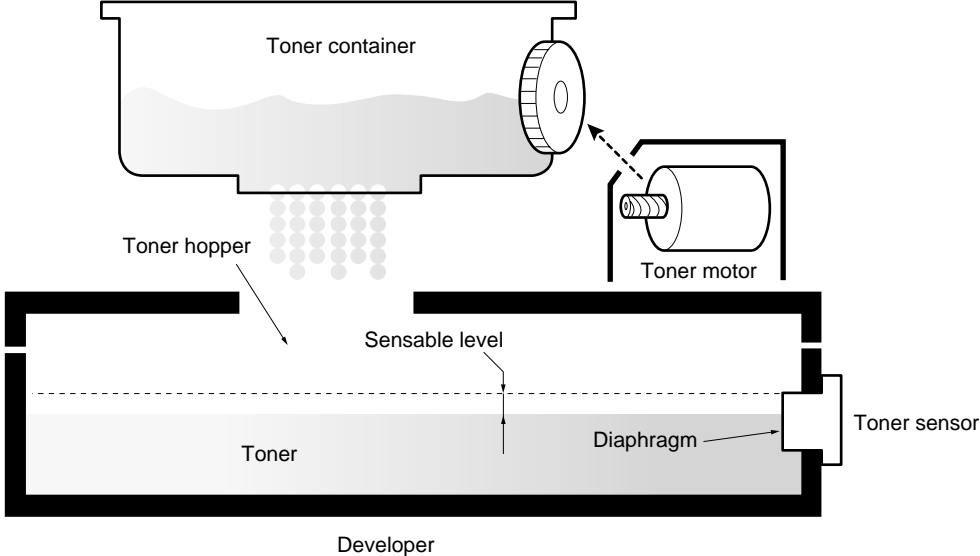 Toner container
Toner hopper
Toner motor
Sensable level
Toner sensor
Diaphragm
Toner
Developer